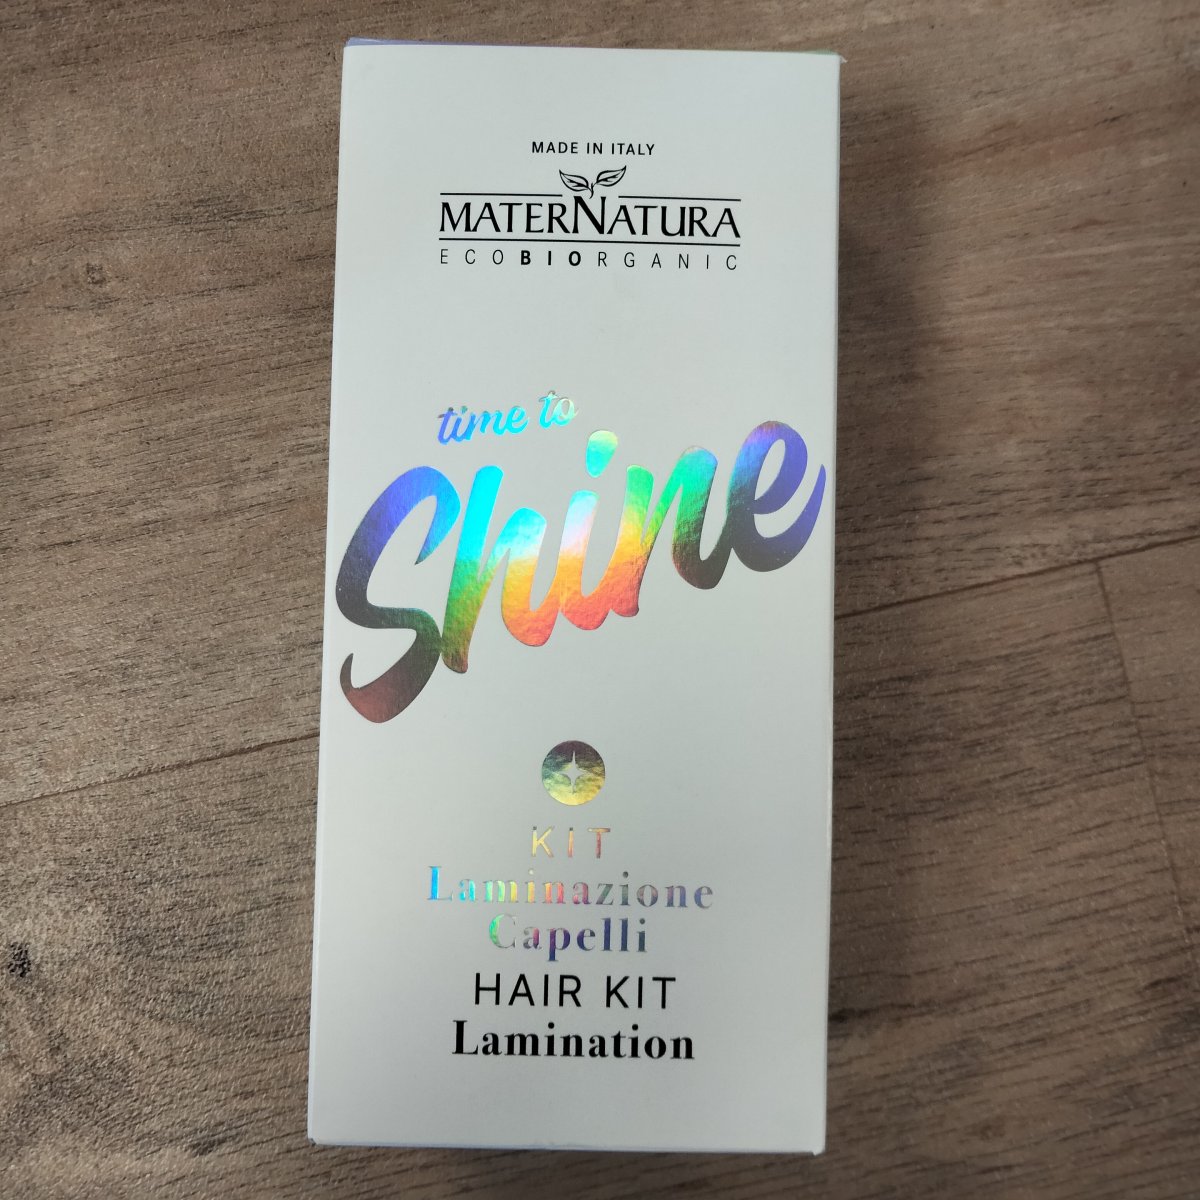 MADE IN ITALY
MATERNATURA
ECOBIORGANIC
time to
Shine
KIT
Laminazione
Capelli
HAIR KIT
Lamination